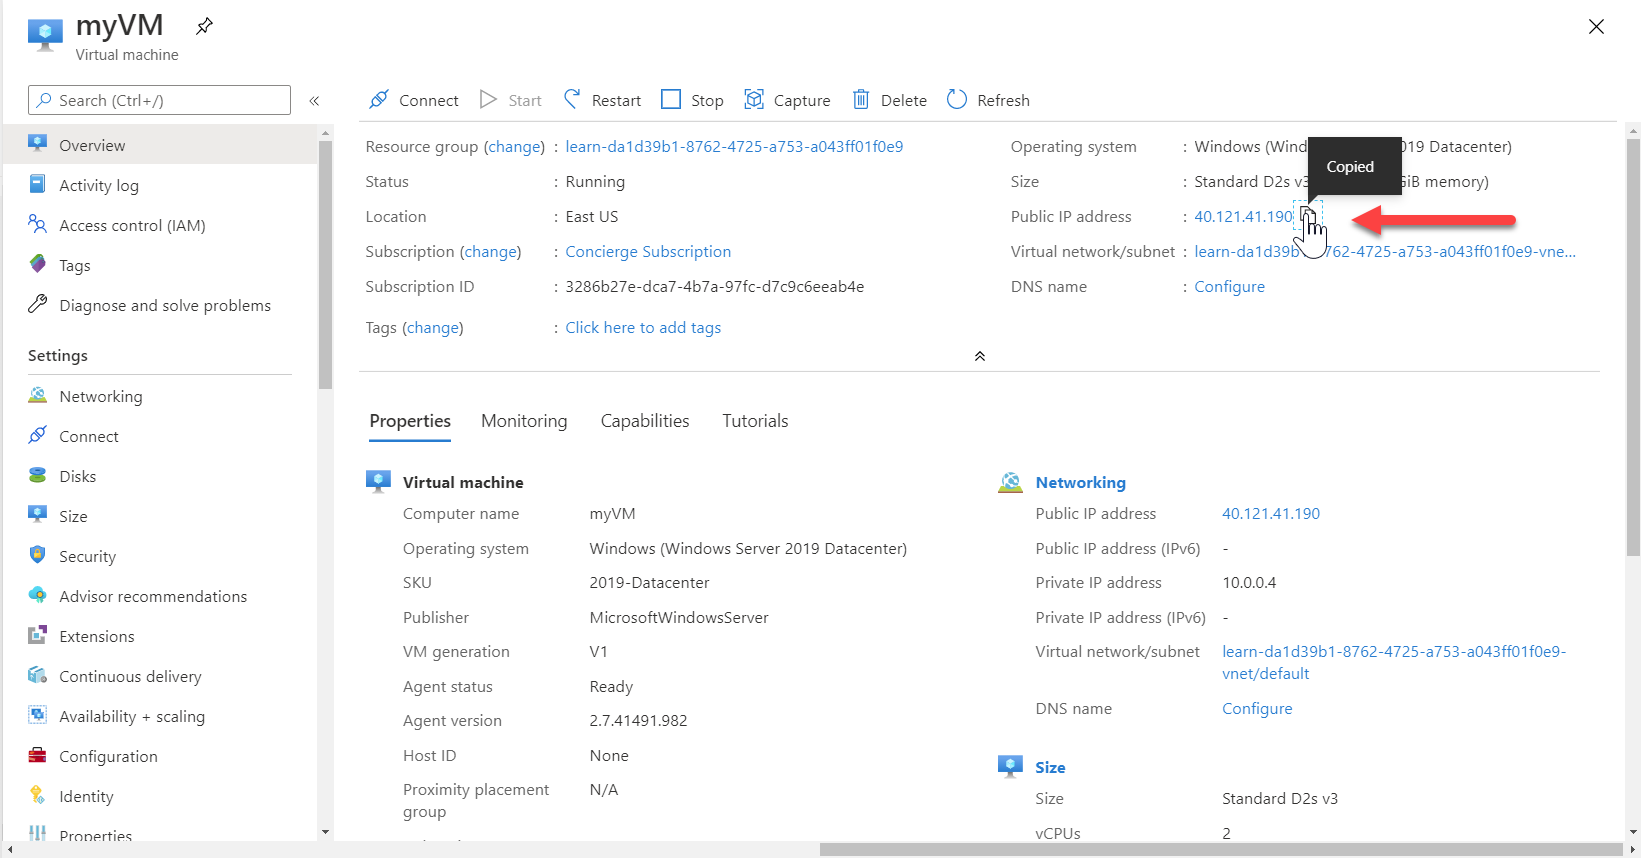 myVM
Virtual machine
Search (Ctrl+/)
«
Connect Start Restart Stop Capture Delete Refresh
Overview
Activity log
Access control (IAM)
Tags
Diagnose and solve problems
Settings
Networking
Connect
Disks
Size
Security
Advisor recommendations
Extensions
Continuous delivery
Availability + scaling
Configuration
Identity
Properties
Resource group (change) : learn-da1d39b1-8762-4725-a753-a043ff01f0e9
Status : Running
Location : East US
Subscription (change) : Concierge Subscription
Subscription ID : 3286b27e-dca7-4b7a-97fc-d7c9c6eeab4e
Tags (change) : Click here to add tags
Operating system : Windows (Wind 19 Datacenter)
Copied
Size : Standard D2s v3 iB memory)
Public IP address : 40.121.41.190
Virtual network/subnet : learn-da1d39b 762-4725-a753-a043ff01f0e9-vne...
DNS name : Configure
Properties Monitoring Capabilities Tutorials
Virtual machine
Computer name myVM
Operating system Windows (Windows Server 2019 Datacenter)
SKU 2019-Datacenter
Publisher MicrosoftWindowsServer
VM generation V1
Agent status Ready
Agent version 2.7.41491.982
Host ID None
Proximity placement N/A
group
Networking
Public IP address 40.121.41.190
Public IP address (IPv6) -
Private IP address 10.0.0.4
Private IP address (IPv6) -
Virtual network/subnet learn-da1d39b1-8762-4725-a753-a043ff01f0e9-
vnet/default
DNS name Configure
Size
Size Standard D2s v3
vCPUs 2